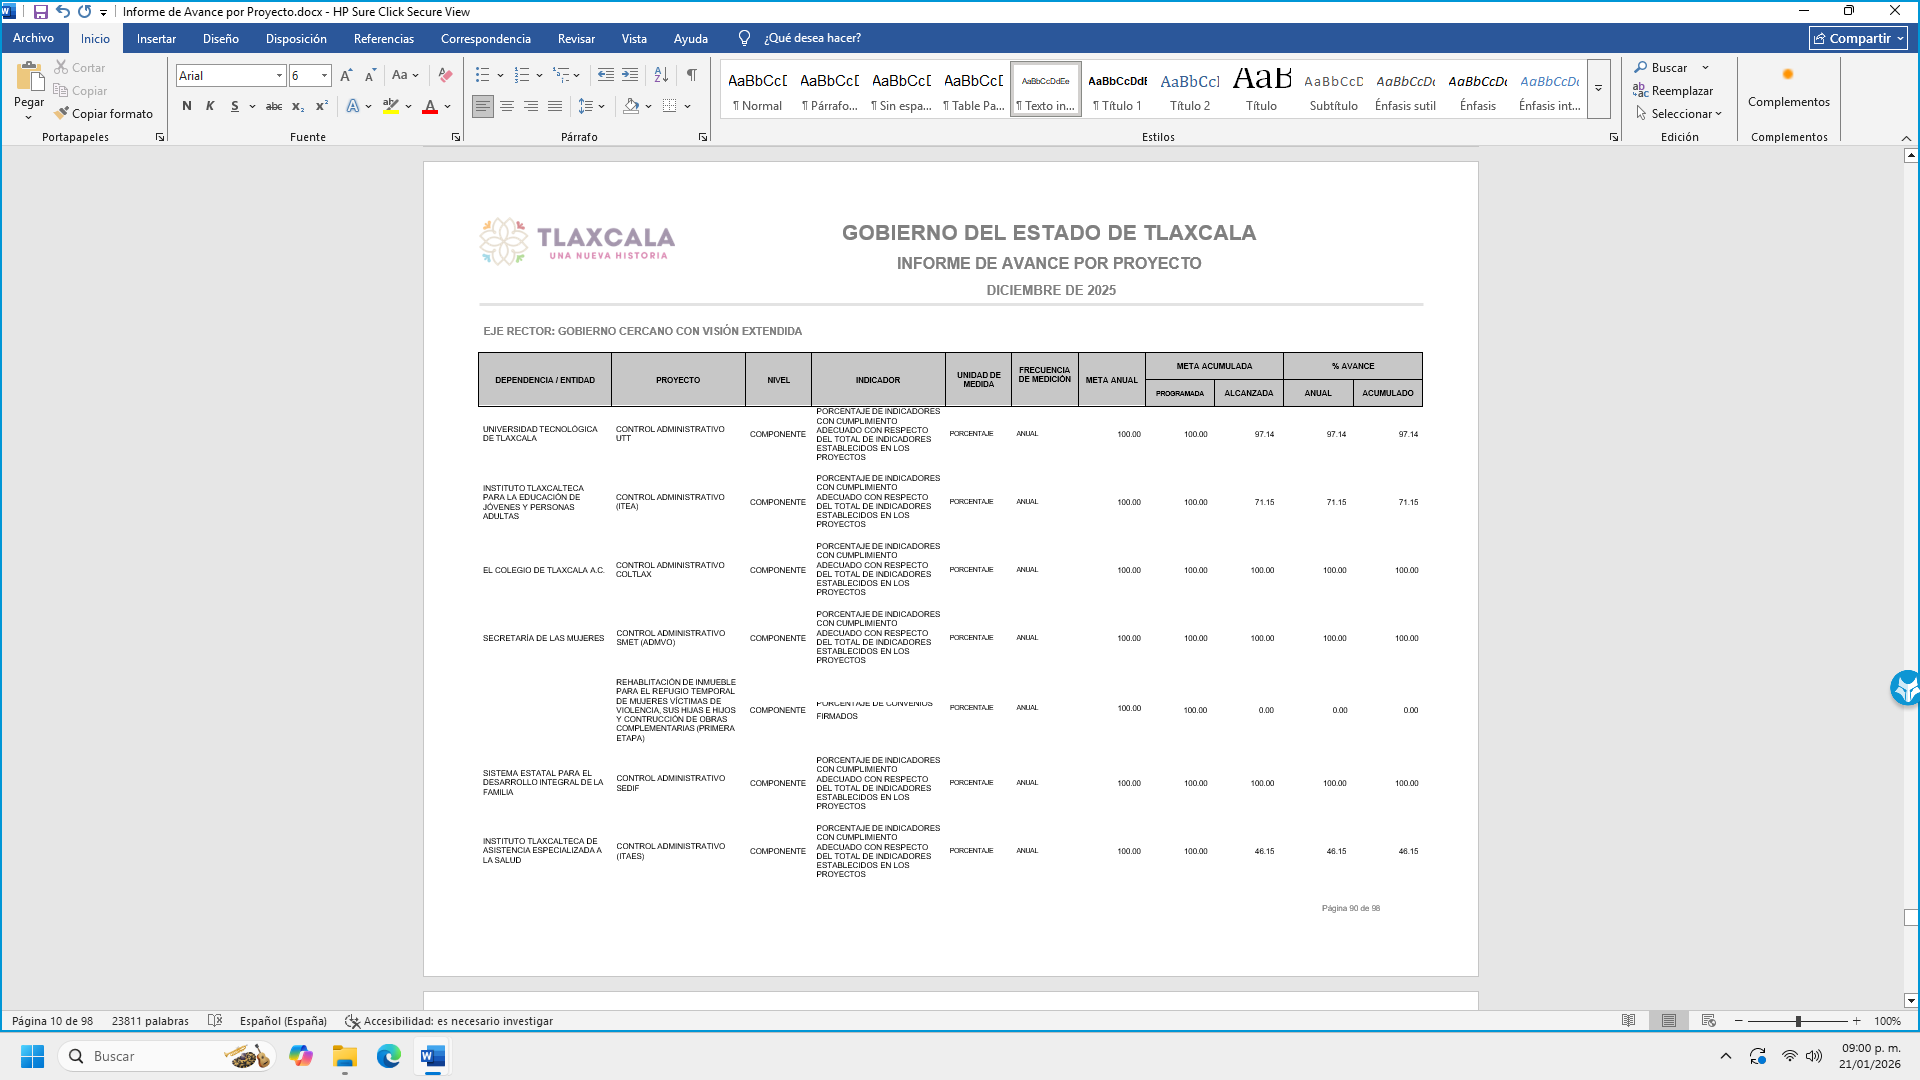 Informe de Avance por Proyecto.docx - HP Sure Click Secure View
Archivo Inicio Insertar Diseño Disposición Referencias Correspondencia Revisar Vista Ayuda ¿Qué desea hacer? Compartir
Cortar
Copiar
Pegar
Copiar formato
Portapapeles
Arial 6
Aa
N K S abc x₂ x² A ab A
Fuente
Párrafo
AaBbCcD AaBbCcD AaBbCcD AaBbCcD AaBbCcDdEe AaBbCcDdE AaBbCcI AaB AaBbCcD AaBbCcDc AaBbCcDc AaBbCcDc
¶ Normal ¶ Párrafo... ¶ Sin espa... ¶ Table Pa... ¶ Texto in... ¶ Título 1 Título 2 Título Subtítulo Énfasis sutil Énfasis Énfasis int...
Estilos
Buscar
Reemplazar
Seleccionar
Edición
Complementos
Complementos
TLAXCALA
UNA NUEVA HISTORIA
GOBIERNO DEL ESTADO DE TLAXCALA
INFORME DE AVANCE POR PROYECTO
DICIEMBRE DE 2025
EJE RECTOR: GOBIERNO CERCANO CON VISIÓN EXTENDIDA
DEPENDENCIA / ENTIDAD PROYECTO NIVEL INDICADOR UNIDAD DE MEDIDA FRECUENCIA DE MEDICIÓN META ANUAL META ACUMULADA % AVANCE
PROGRAMADA ALCANZADA ANUAL ACUMULADO
UNIVERSIDAD TECNOLÓGICA
DE TLAXCALA
CONTROL ADMINISTRATIVO
UTT
COMPONENTE
PORCENTAJE DE INDICADORES
CON CUMPLIMIENTO
ADECUADO CON RESPECTO
DEL TOTAL DE INDICADORES
ESTABLECIDOS EN LOS
PROYECTOS
PORCENTAJE ANUAL 100.00 100.00 97.14 97.14 97.14
INSTITUTO TLAXCALTECA
PARA LA EDUCACIÓN DE
JÓVENES Y PERSONAS
ADULTAS
CONTROL ADMINISTRATIVO
(ITEA)
COMPONENTE
PORCENTAJE DE INDICADORES
CON CUMPLIMIENTO
ADECUADO CON RESPECTO
DEL TOTAL DE INDICADORES
ESTABLECIDOS EN LOS
PROYECTOS
PORCENTAJE ANUAL 100.00 100.00 71.15 71.15 71.15
EL COLEGIO DE TLAXCALA A.C.
CONTROL ADMINISTRATIVO
COLTLAX
COMPONENTE
PORCENTAJE DE INDICADORES
CON CUMPLIMIENTO
ADECUADO CON RESPECTO
DEL TOTAL DE INDICADORES
ESTABLECIDOS EN LOS
PROYECTOS
PORCENTAJE ANUAL 100.00 100.00 100.00 100.00 100.00
SECRETARÍA DE LAS MUJERES
CONTROL ADMINISTRATIVO
SMET (ADMVO)
COMPONENTE
PORCENTAJE DE INDICADORES
CON CUMPLIMIENTO
ADECUADO CON RESPECTO
DEL TOTAL DE INDICADORES
ESTABLECIDOS EN LOS
PROYECTOS
PORCENTAJE ANUAL 100.00 100.00 100.00 100.00 100.00
REHABLITACIÓN DE INMUEBLE
PARA EL REFUGIO TEMPORAL
DE MUJERES VÍCTIMAS DE
VIOLENCIA, SUS HIJAS E HIJOS
Y CONTRUCCIÓN DE OBRAS
COMPLEMENTARIAS (PRIMERA
ETAPA)
COMPONENTE
PORCENTAJE DE CONVENIOS
FIRMADOS
PORCENTAJE ANUAL 100.00 100.00 0.00 0.00 0.00
SISTEMA ESTATAL PARA EL
DESARROLLO INTEGRAL DE LA
FAMILIA
CONTROL ADMINISTRATIVO
SEDIF
COMPONENTE
PORCENTAJE DE INDICADORES
CON CUMPLIMIENTO
ADECUADO CON RESPECTO
DEL TOTAL DE INDICADORES
ESTABLECIDOS EN LOS
PROYECTOS
PORCENTAJE ANUAL 100.00 100.00 100.00 100.00 100.00
INSTITUTO TLAXCALTECA DE
ASISTENCIA ESPECIALIZADA A
LA SALUD
CONTROL ADMINISTRATIVO
(ITAES)
COMPONENTE
PORCENTAJE DE INDICADORES
CON CUMPLIMIENTO
ADECUADO CON RESPECTO
DEL TOTAL DE INDICADORES
ESTABLECIDOS EN LOS
PROYECTOS
PORCENTAJE ANUAL 100.00 100.00 46.15 46.15 46.15
Página 90 de 98
Página 10 de 98 23811 palabras Español (España) Accesibilidad: es necesario investigar 100%
Buscar
09:00 p. m.
21/01/2026